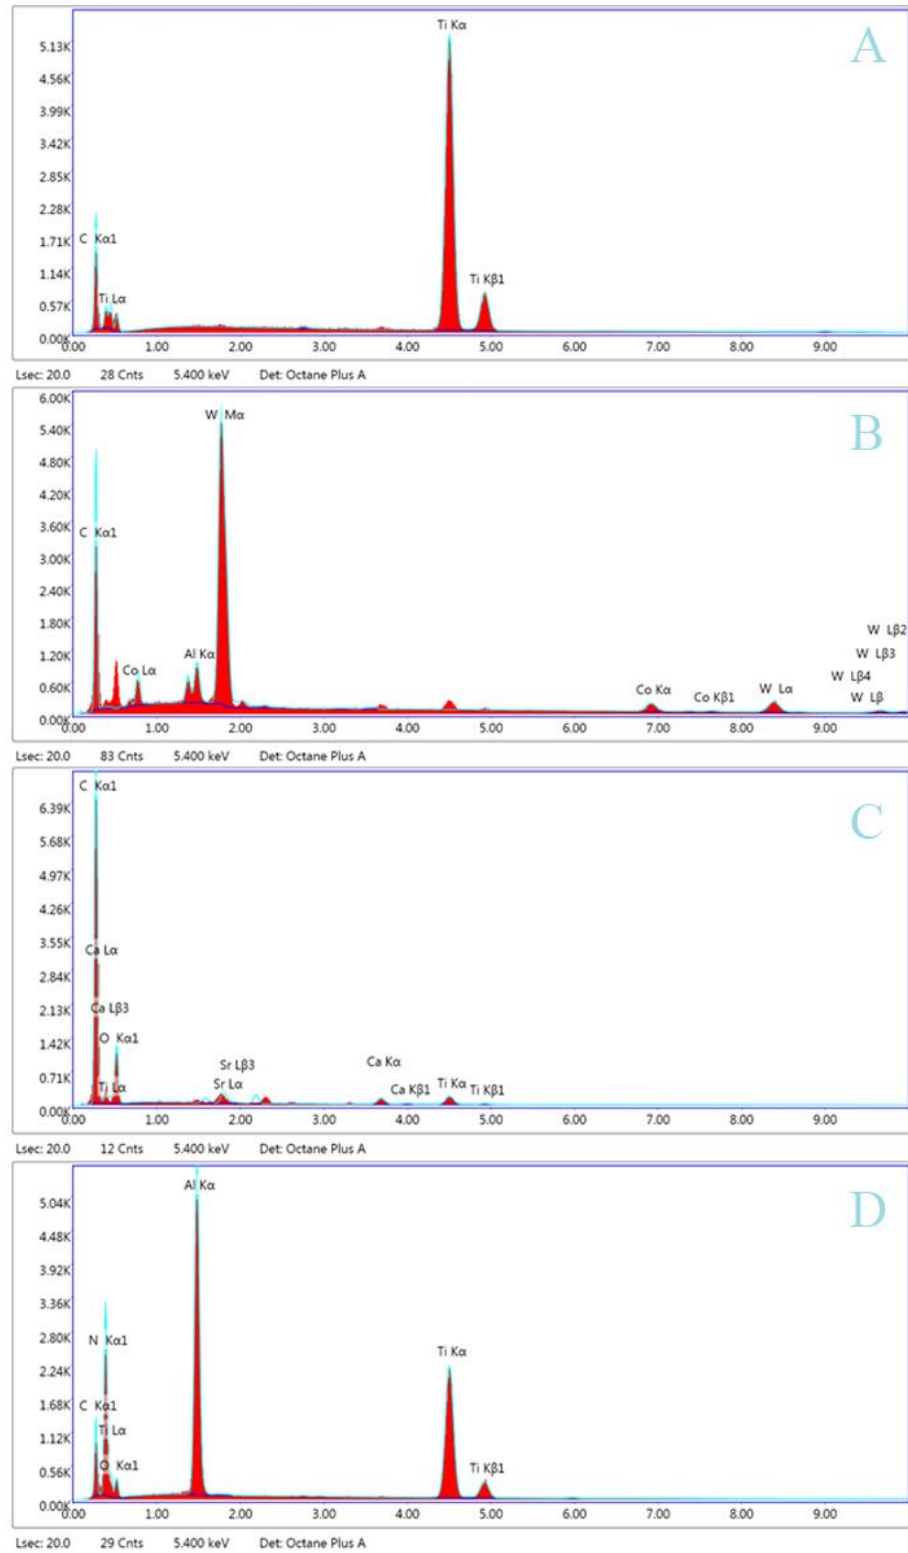 Ti Kα
A
5.13K
4.56K
3.99K
3.42K
2.85K
2.28K
1.71K
C Kα1
1.14K
Ti Kβ1
0.57K
Ti Lα
0.00K
0.00 1.00 2.00 3.00 4.00 5.00 6.00 7.00 8.00 9.00
Lsec: 20.0 28 Cnts 5.400 keV Det: Octane Plus A
6.00K
W Mα
B
5.40K
4.80K
4.20K
3.60K
C Kα1
3.00K
2.40K
1.80K
W Lβ2
1.20K
Al Kα
W Lβ3
Co Lα
W Lβ4
0.60K
Co Kα
Co Kβ1
W Lα
W Lβ
0.00K
0.00 1.00 2.00 3.00 4.00 5.00 6.00 7.00 8.00 9.00
Lsec: 20.0 83 Cnts 5.400 keV Det: Octane Plus A
C Kα1
C
6.39K
5.68K
4.97K
4.26K
3.55K
Ca Lα
2.84K
2.13K
Ca Lβ3
1.42K
O Kα1
Sr Lβ3
Ca Kα
0.71K
Ti Lα
Sr Lα
Ca Kβ1
Ti Kα
Ti Kβ1
0.00K
0.00 1.00 2.00 3.00 4.00 5.00 6.00 7.00 8.00 9.00
Lsec: 20.0 12 Cnts 5.400 keV Det: Octane Plus A
Al Kα
D
5.04K
4.48K
3.92K
3.36K
2.80K
N Kα1
Ti Kα
2.24K
1.68K
C Kα1
1.12K
Ti Lα
O Kα1
Ti Kβ1
0.56K
0.00K
0.00 1.00 2.00 3.00 4.00 5.00 6.00 7.00 8.00 9.00
Lsec: 20.0 29 Cnts 5.400 keV Det: Octane Plus A